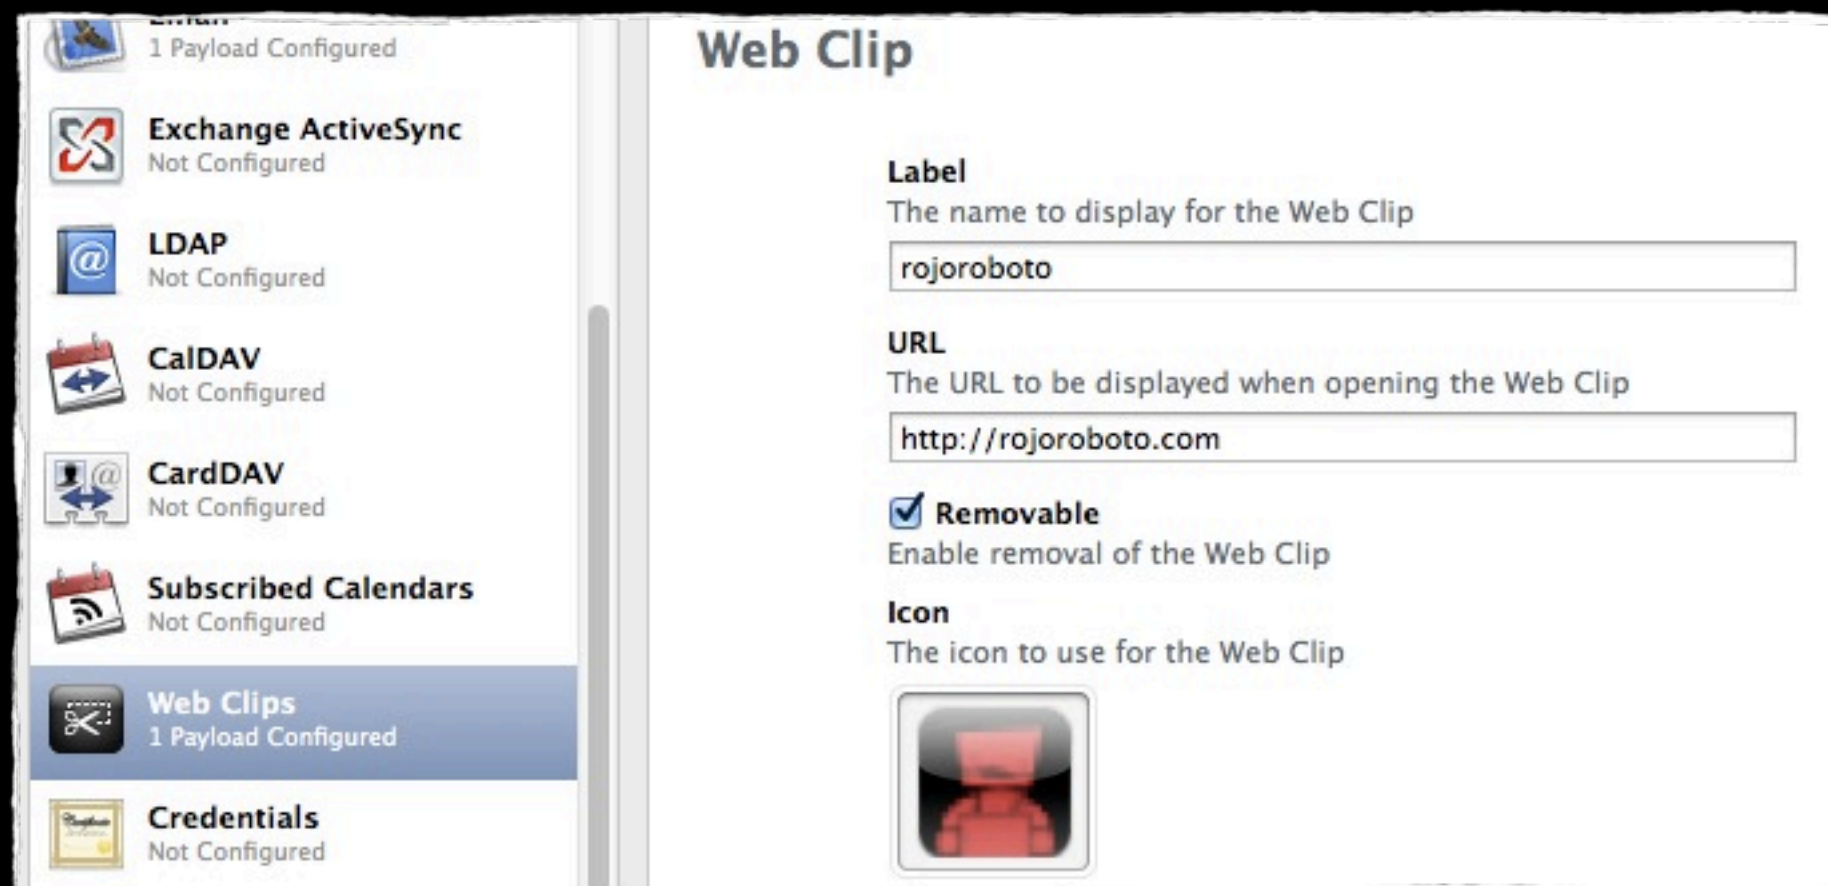 Email
1 Payload Configured
Exchange ActiveSync
Not Configured
LDAP
Not Configured
CalDAV
Not Configured
CardDAV
Not Configured
Subscribed Calendars
Not Configured
Web Clips
1 Payload Configured
Credentials
Not Configured
Web Clip
Label
The name to display for the Web Clip
rojoroboto
URL
The URL to be displayed when opening the Web Clip
http://rojoroboto.com
Removable
Enable removal of the Web Clip
Icon
The icon to use for the Web Clip